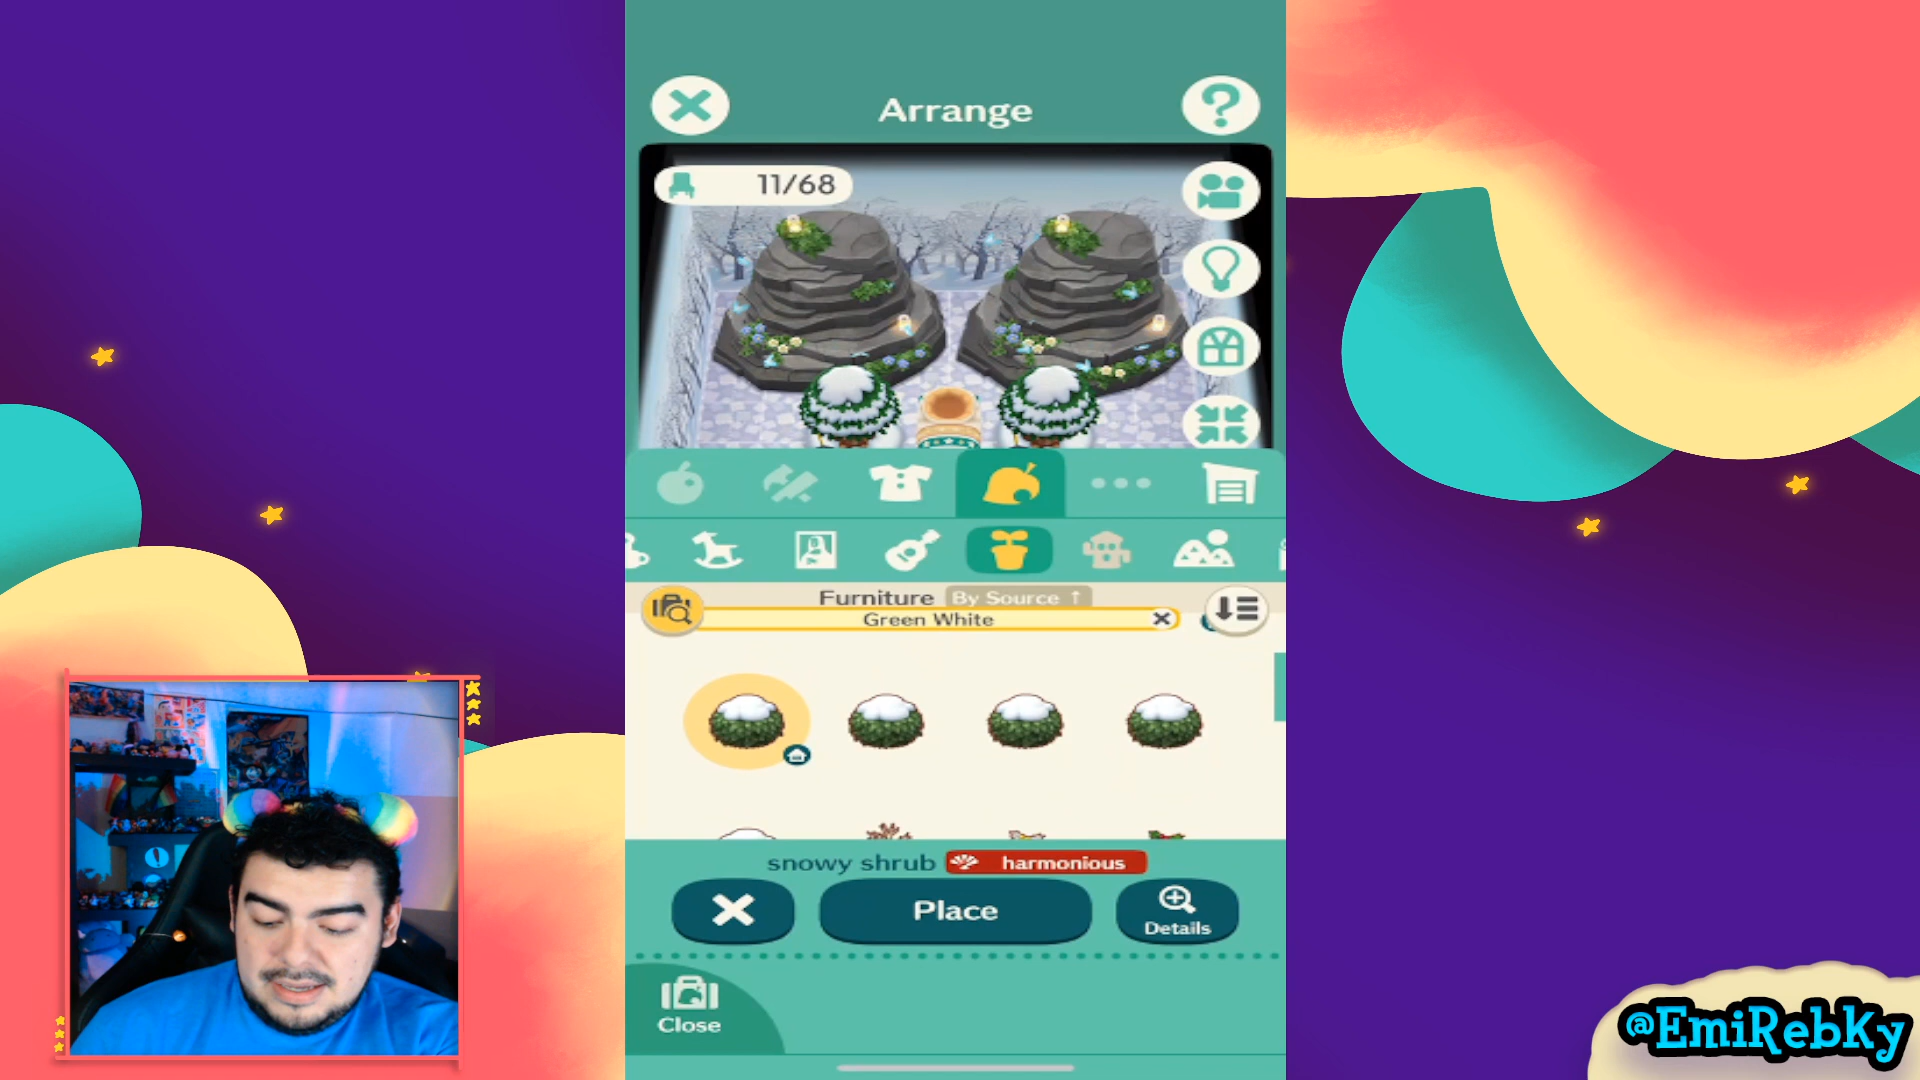 Arrange
11/68
Furniture By Source ↑
Green White
snowy shrub harmonious
Place
Details
Close
@EmiRebKy